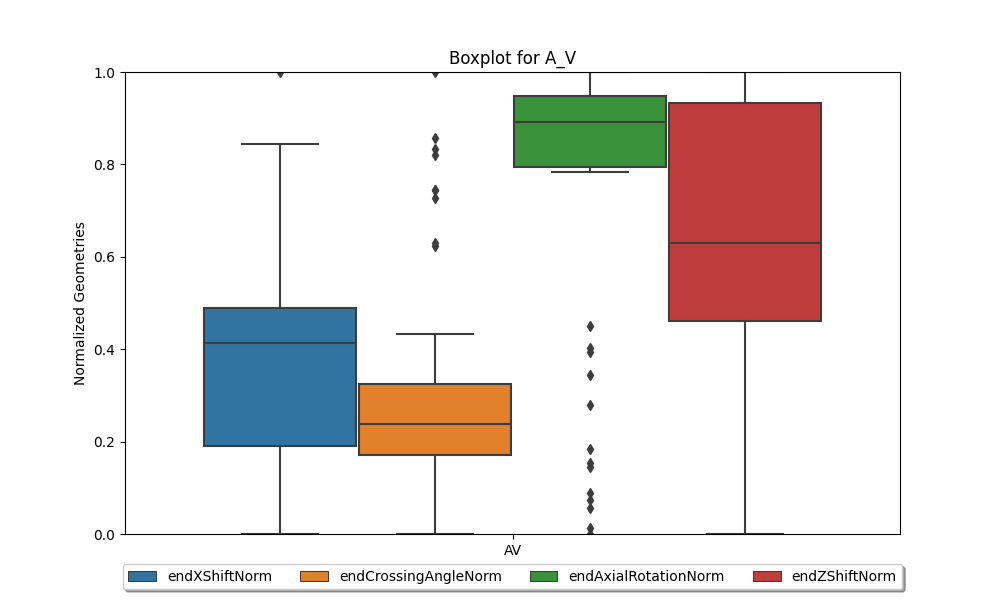 Boxplot for A_V
1.0
0.8
0.6
0.4
0.2
0.0
Normalized Geometries
AV
endXShiftNorm endCrossingAngleNorm endAxialRotationNorm endZShiftNorm